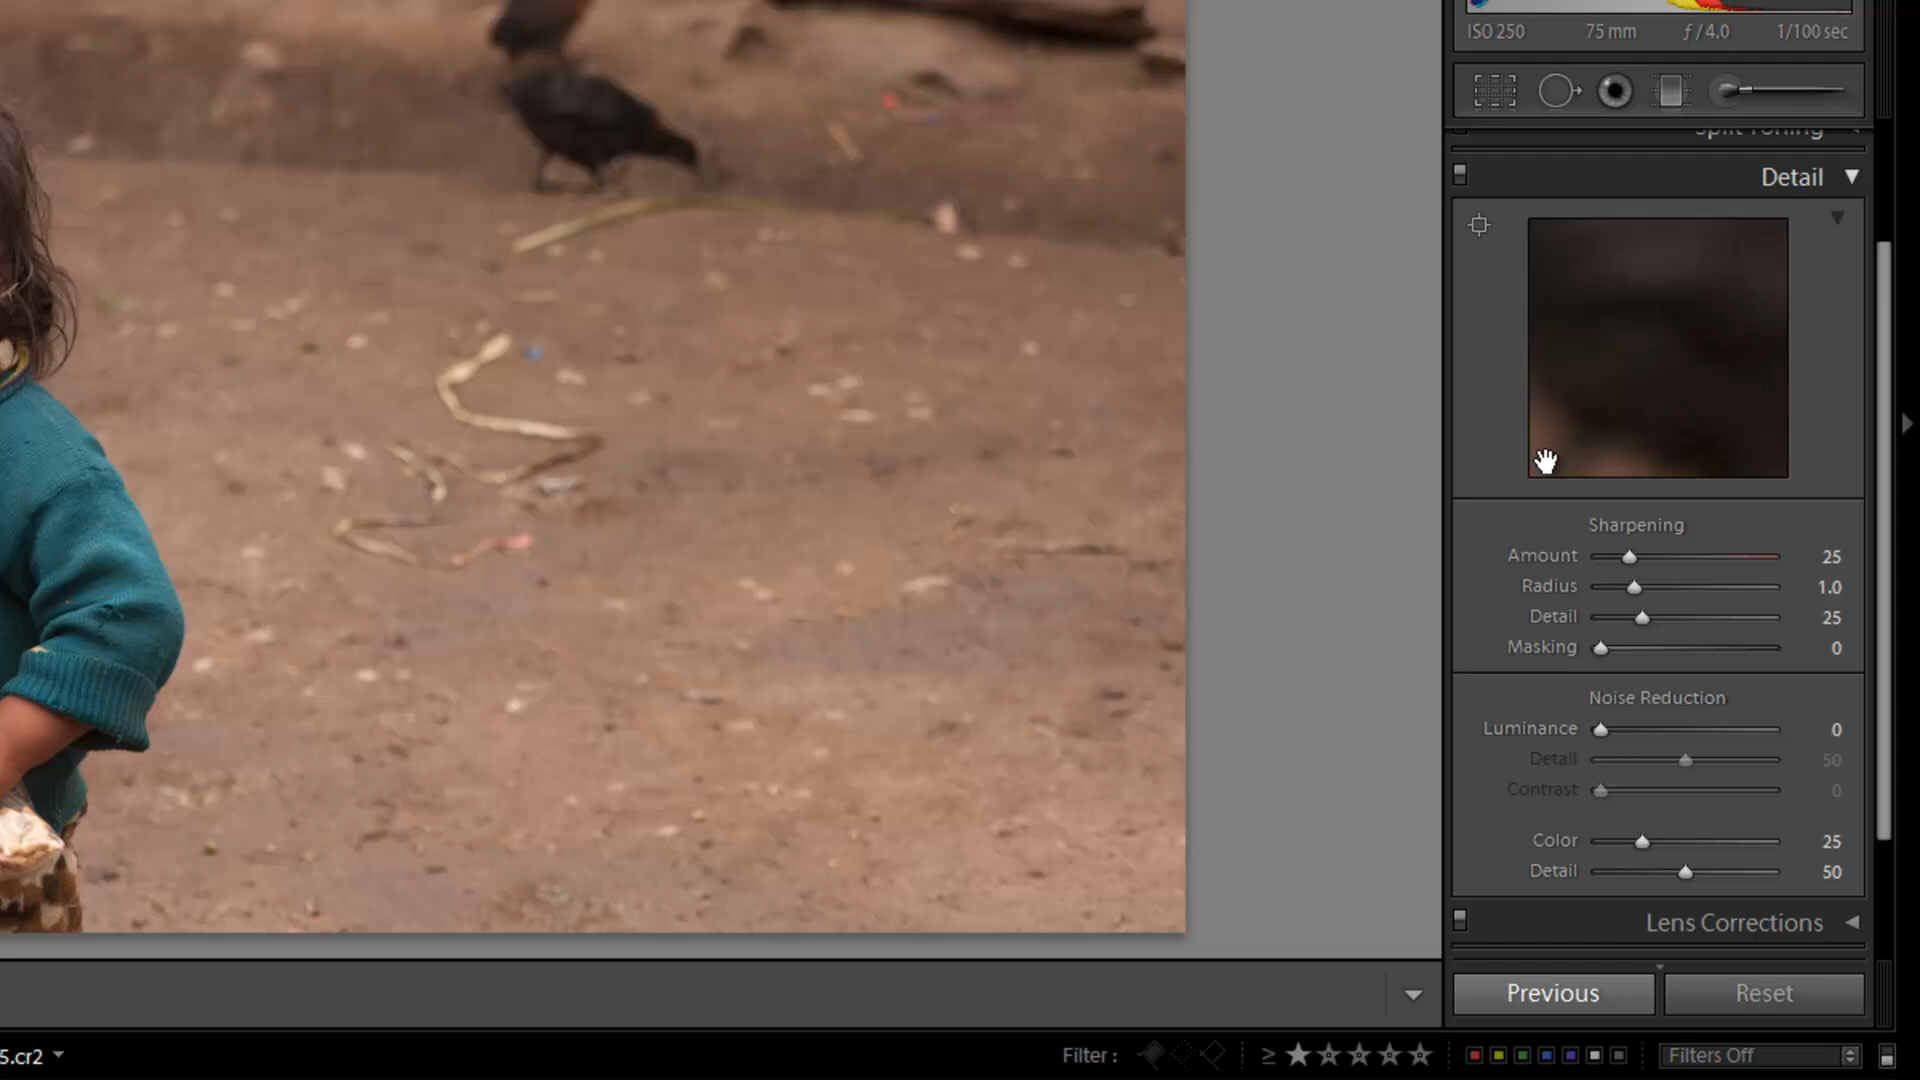 ISO 250 75 mm ƒ / 4.0 1/100 sec
Split Toning
Detail
Sharpening
Amount 25
Radius 1.0
Detail 25
Masking 0
Noise Reduction
Luminance 0
Detail 50
Contrast 0
Color 25
Detail 50
Lens Corrections
Previous Reset
5.cr2 Filter : ≥ Filters Off